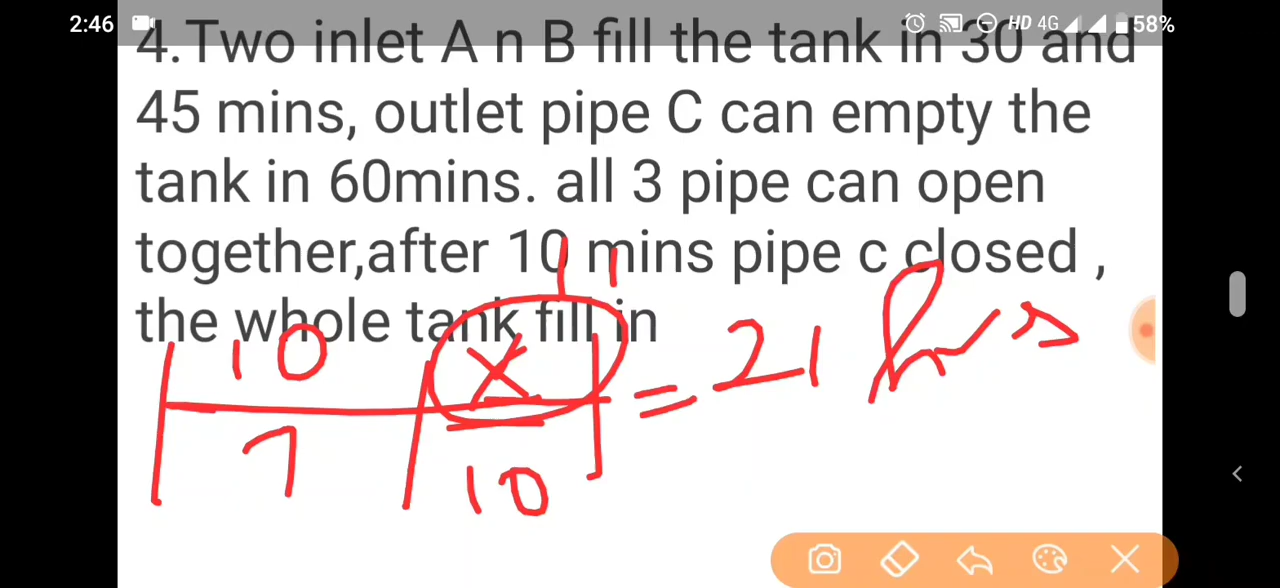 2:46 HD 4G 58%
4.Two inlet A n B fill the tank in 30 and
45 mins, outlet pipe C can empty the
tank in 60mins. all 3 pipe can open
together,after 10 mins pipe c closed ,
the whole tank fill in
11
10 x = 21 hrs
7 10